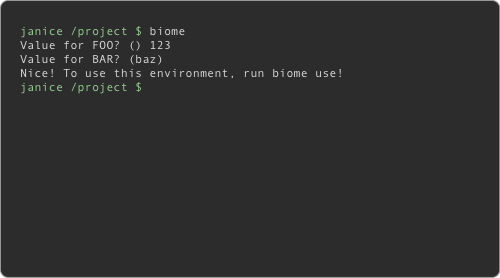 janice /project $ biome
Value for FOO? () 123
Value for BAR? (baz)
Nice! To use this environment, run biome use!
janice /project $